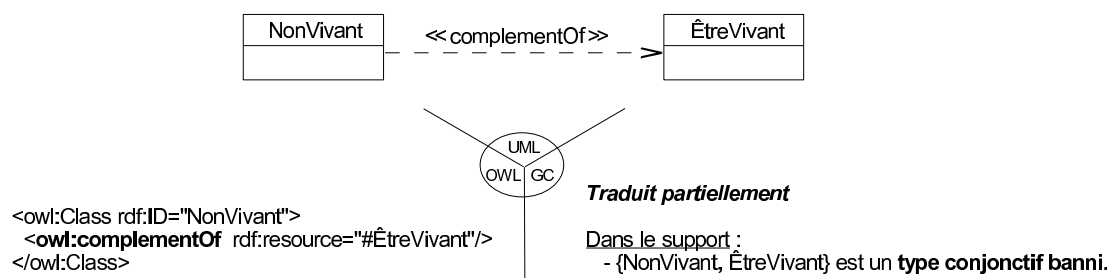 NonVivant
<<complementOf>>
ÊtreVivant
UML
OWL
GC
<owl:Class rdf:ID="NonVivant">
<owl:complementOf rdf:resource="#ÊtreVivant"/>
</owl:Class>
Traduit partiellement
Dans le support :
- {NonVivant, ÊtreVivant} est un type conjonctif banni.